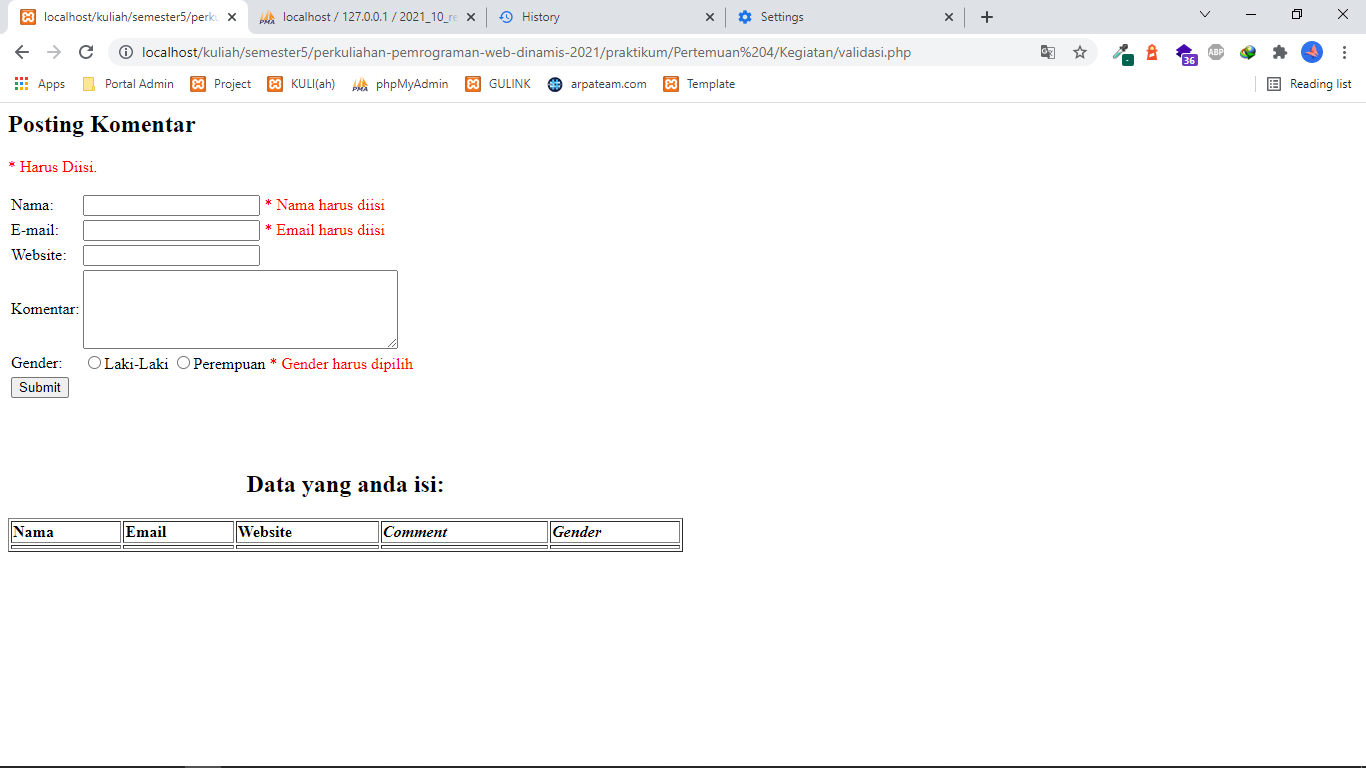 localhost/kuliah/semester5/perku
localhost / 127.0.0.1 / 2021_10_re
History
Settings
localhost/kuliah/semester5/perkuliahan-pemrograman-web-dinamis-2021/praktikum/Pertemuan%204/Kegiatan/validasi.php
ABP
36
Apps
Portal Admin
Project
KULI(ah)
PMA
phpMyAdmin
GULINK
arpateam.com
Template
Reading list
Posting Komentar
* Harus Diisi.
Nama: * Nama harus diisi
E-mail: * Email harus diisi
Website:
Komentar:
Gender: Laki-Laki Perempuan * Gender harus dipilih
Submit
Data yang anda isi:
Nama Email Website Comment Gender